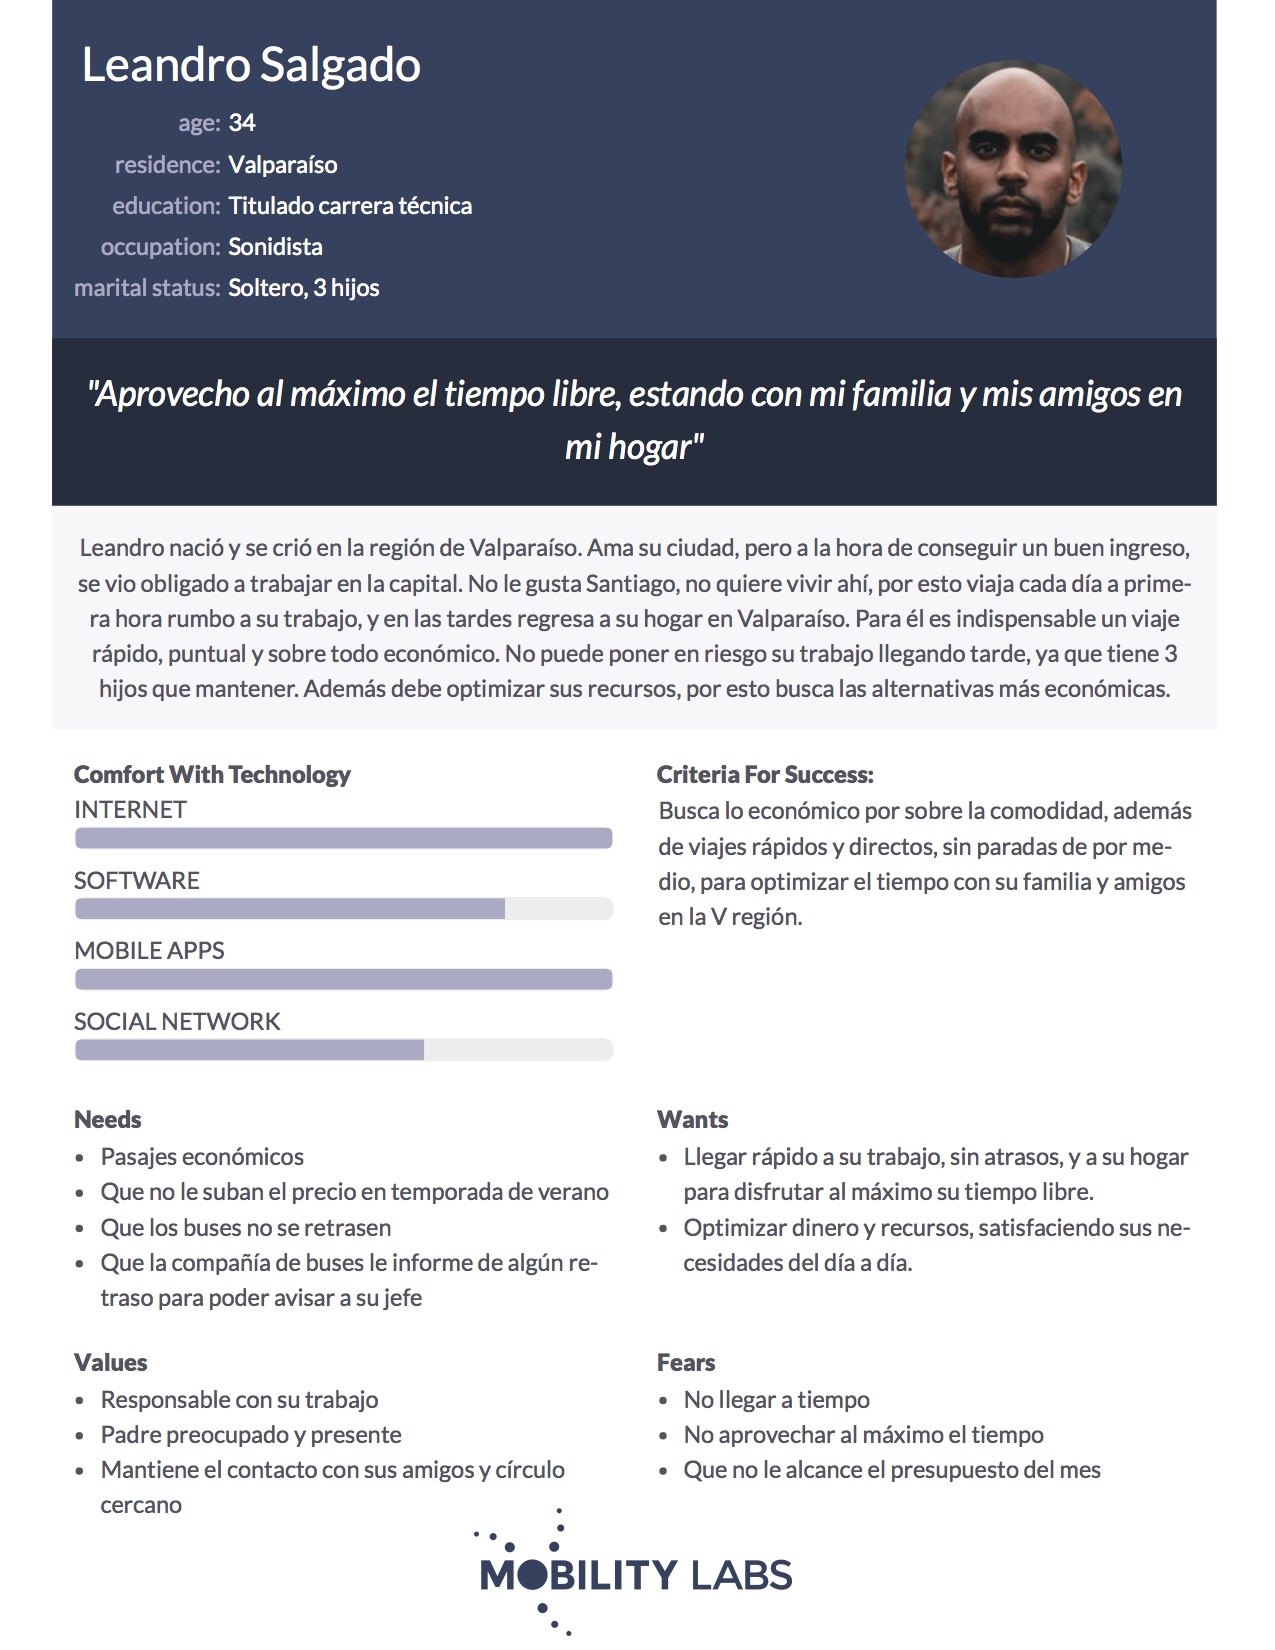 Leandro Salgado
age: 34
residence: Valparaíso
education: Titulado carrera técnica
occupation: Sonidista
marital status: Soltero, 3 hijos
"Aprovecho al máximo el tiempo libre, estando con mi familia y mis amigos en
mi hogar"
Leandro nació y se crió en la región de Valparaíso. Ama su ciudad, pero a la hora de conseguir un buen ingreso,
se vio obligado a trabajar en la capital. No le gusta Santiago, no quiere vivir ahí, por esto viaja cada día a prime-
ra hora rumbo a su trabajo, y en las tardes regresa a su hogar en Valparaíso. Para él es indispensable un viaje
rápido, puntual y sobre todo económico. No puede poner en riesgo su trabajo llegando tarde, ya que tiene 3
hijos que mantener. Además debe optimizar sus recursos, por esto busca las alternativas más económicas.
Comfort With Technology
INTERNET
SOFTWARE
MOBILE APPS
SOCIAL NETWORK
Criteria For Success:
Busca lo económico por sobre la comodidad, además
de viajes rápidos y directos, sin paradas de por me-
dio, para optimizar el tiempo con su familia y amigos
en la V región.
Needs
• Pasajes económicos
• Que no le suban el precio en temporada de verano
• Que los buses no se retrasen
• Que la compañía de buses le informe de algún re-
traso para poder avisar a su jefe
Wants
• Llegar rápido a su trabajo, sin atrasos, y a su hogar
para disfrutar al máximo su tiempo libre.
• Optimizar dinero y recursos, satisfaciendo sus ne-
cesidades del día a día.
Values
• Responsable con su trabajo
• Padre preocupado y presente
• Mantiene el contacto con sus amigos y círculo
cercano
Fears
• No llegar a tiempo
• No aprovechar al máximo el tiempo
• Que no le alcance el presupuesto del mes
MOBILITY LABS